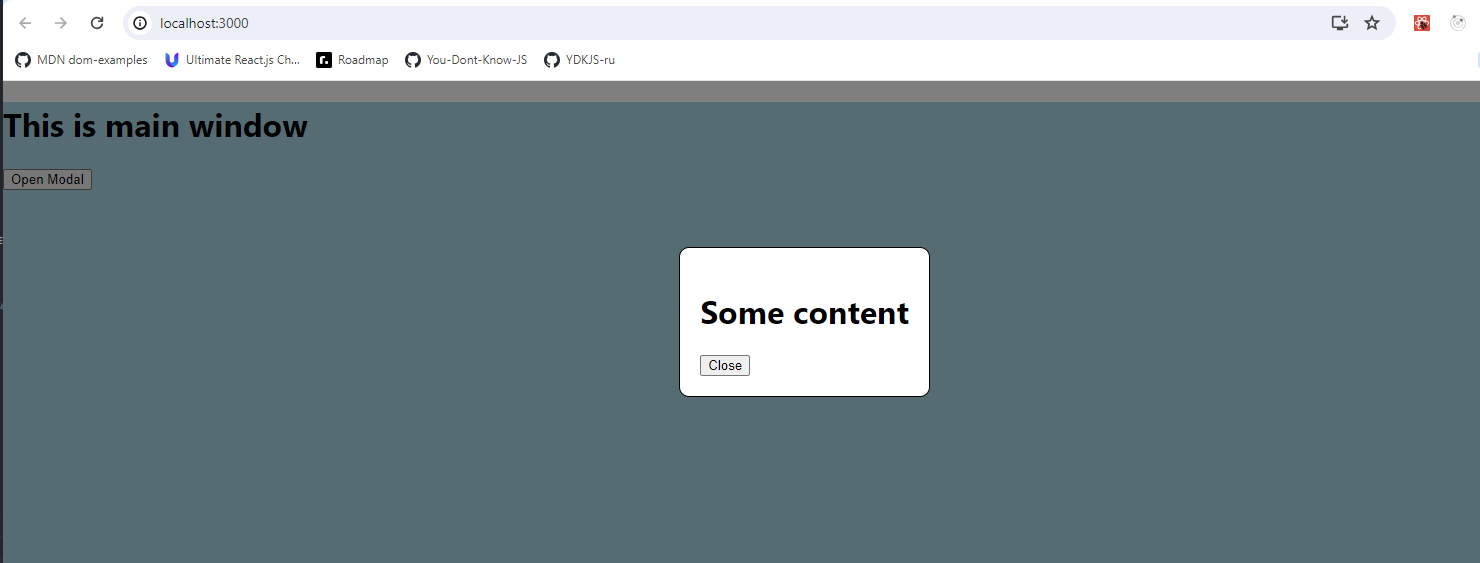 localhost:3000
MDN dom-examples Ultimate React.js Ch... Roadmap You-Dont-Know-JS YDKJS-ru
This is main window
Open Modal
Some content
Close